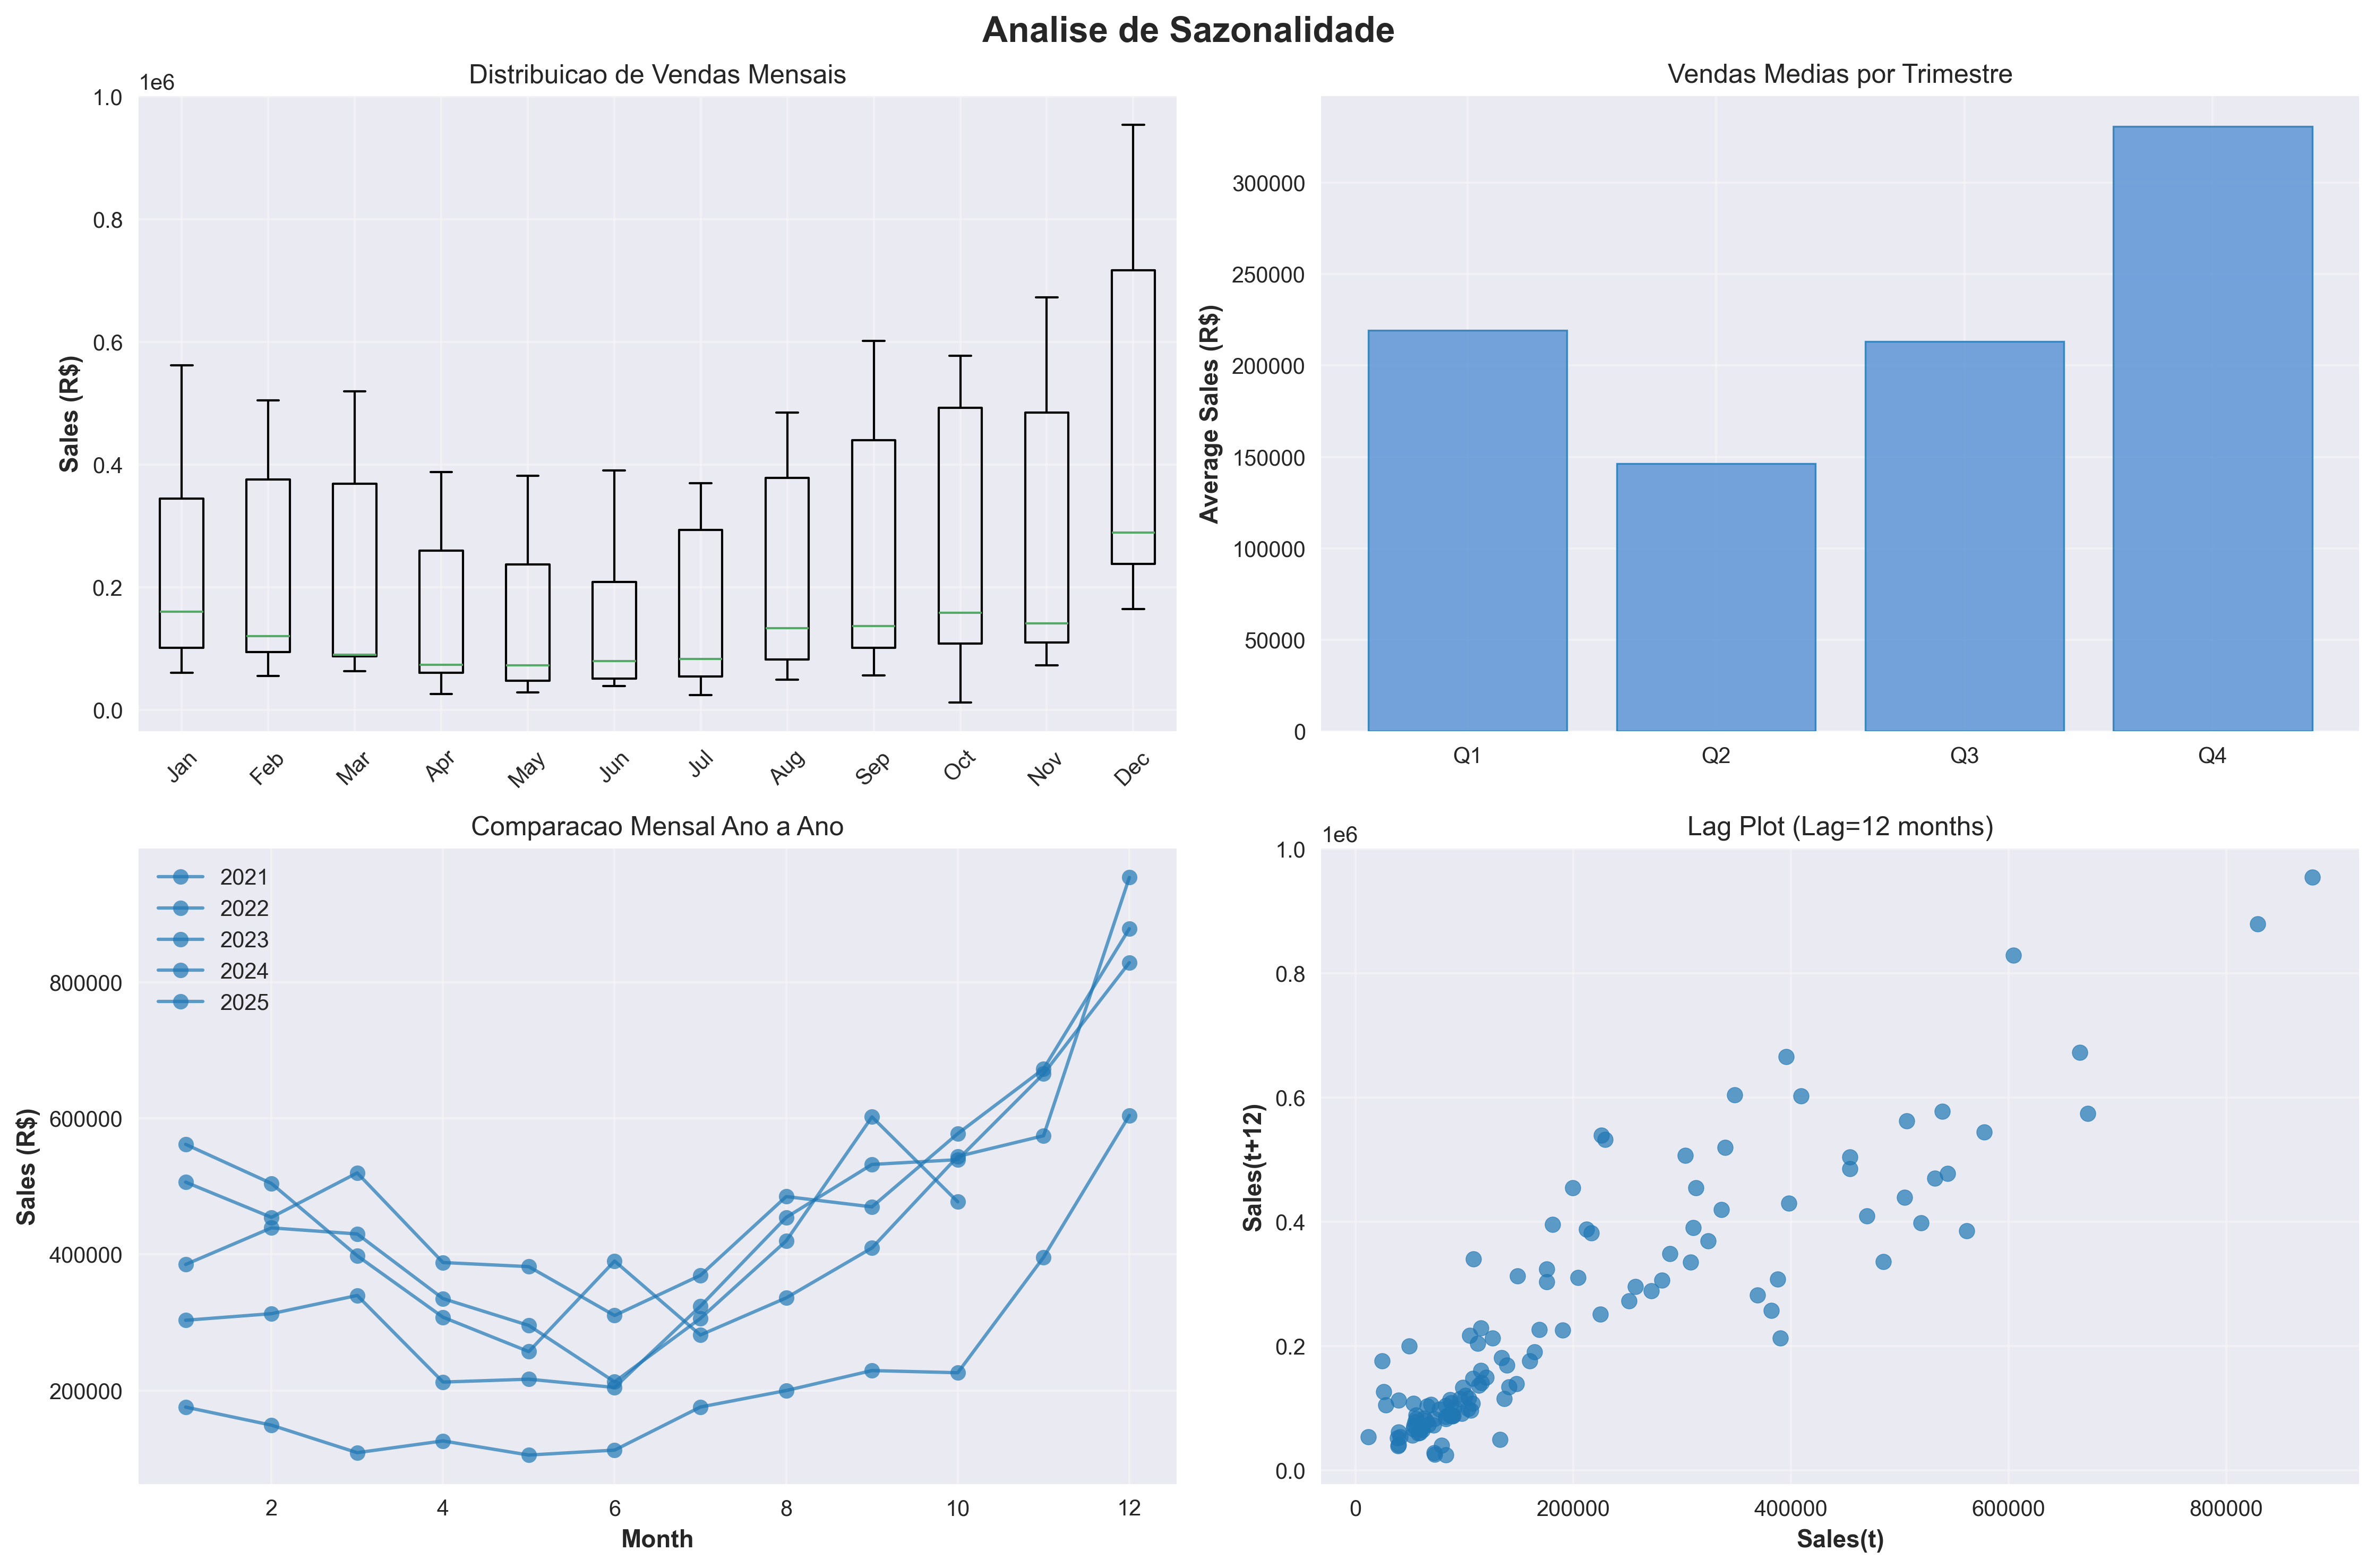 Analise de Sazonalidade
Distribuicao de Vendas Mensais
1e6
1.0
0.8
0.6
0.4
0.2
0.0
Sales (R$)
Jan Feb Mar Apr May Jun Jul Aug Sep Oct Nov Dec
Vendas Medias por Trimestre
300000
250000
200000
150000
100000
50000
0
Average Sales (R$)
Q1 Q2 Q3 Q4
Comparacao Mensal Ano a Ano
2021
2022
2023
2024
2025
800000
600000
400000
200000
Sales (R$)
2 4 6 8 10 12
Month
Lag Plot (Lag=12 months)
1e6
1.0
0.8
0.6
0.4
0.2
0.0
Sales(t+12)
0 200000 400000 600000 800000
Sales(t)